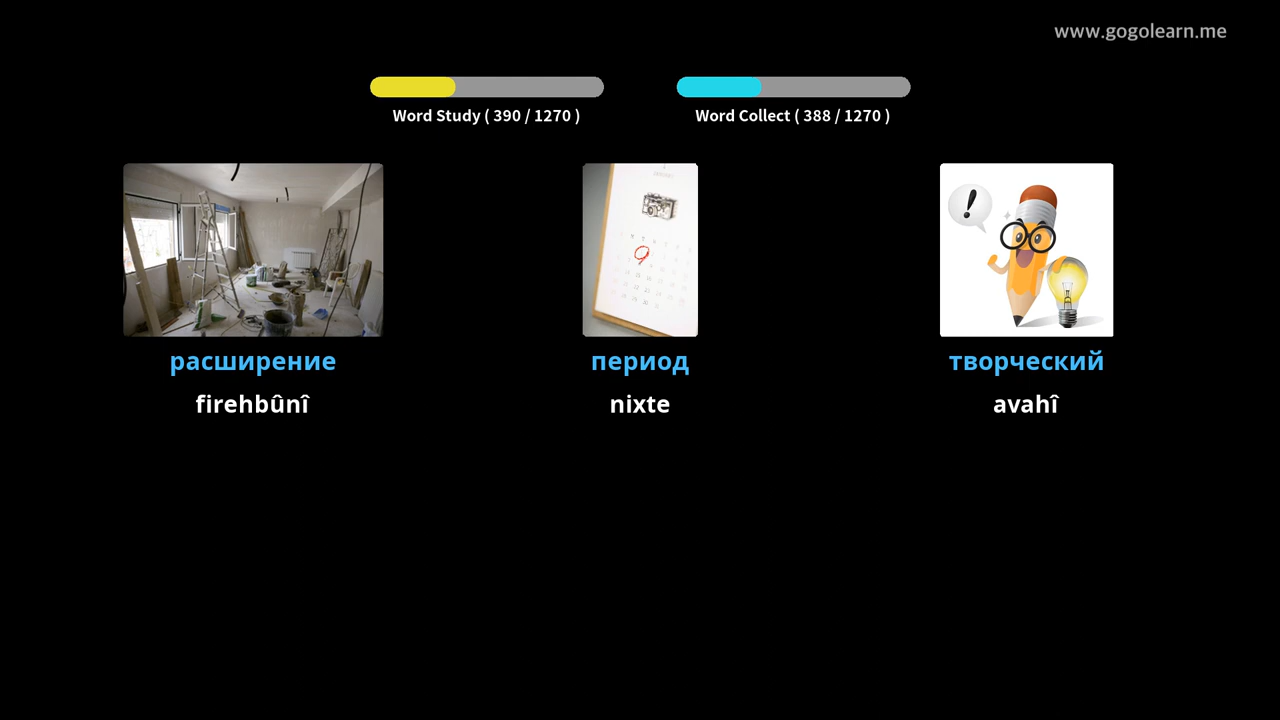 www.gogolearn.me
Word Study ( 390 / 1270 )
Word Collect ( 388 / 1270 )
расширение
период
творческий
firehbûnî
nixte
avahî